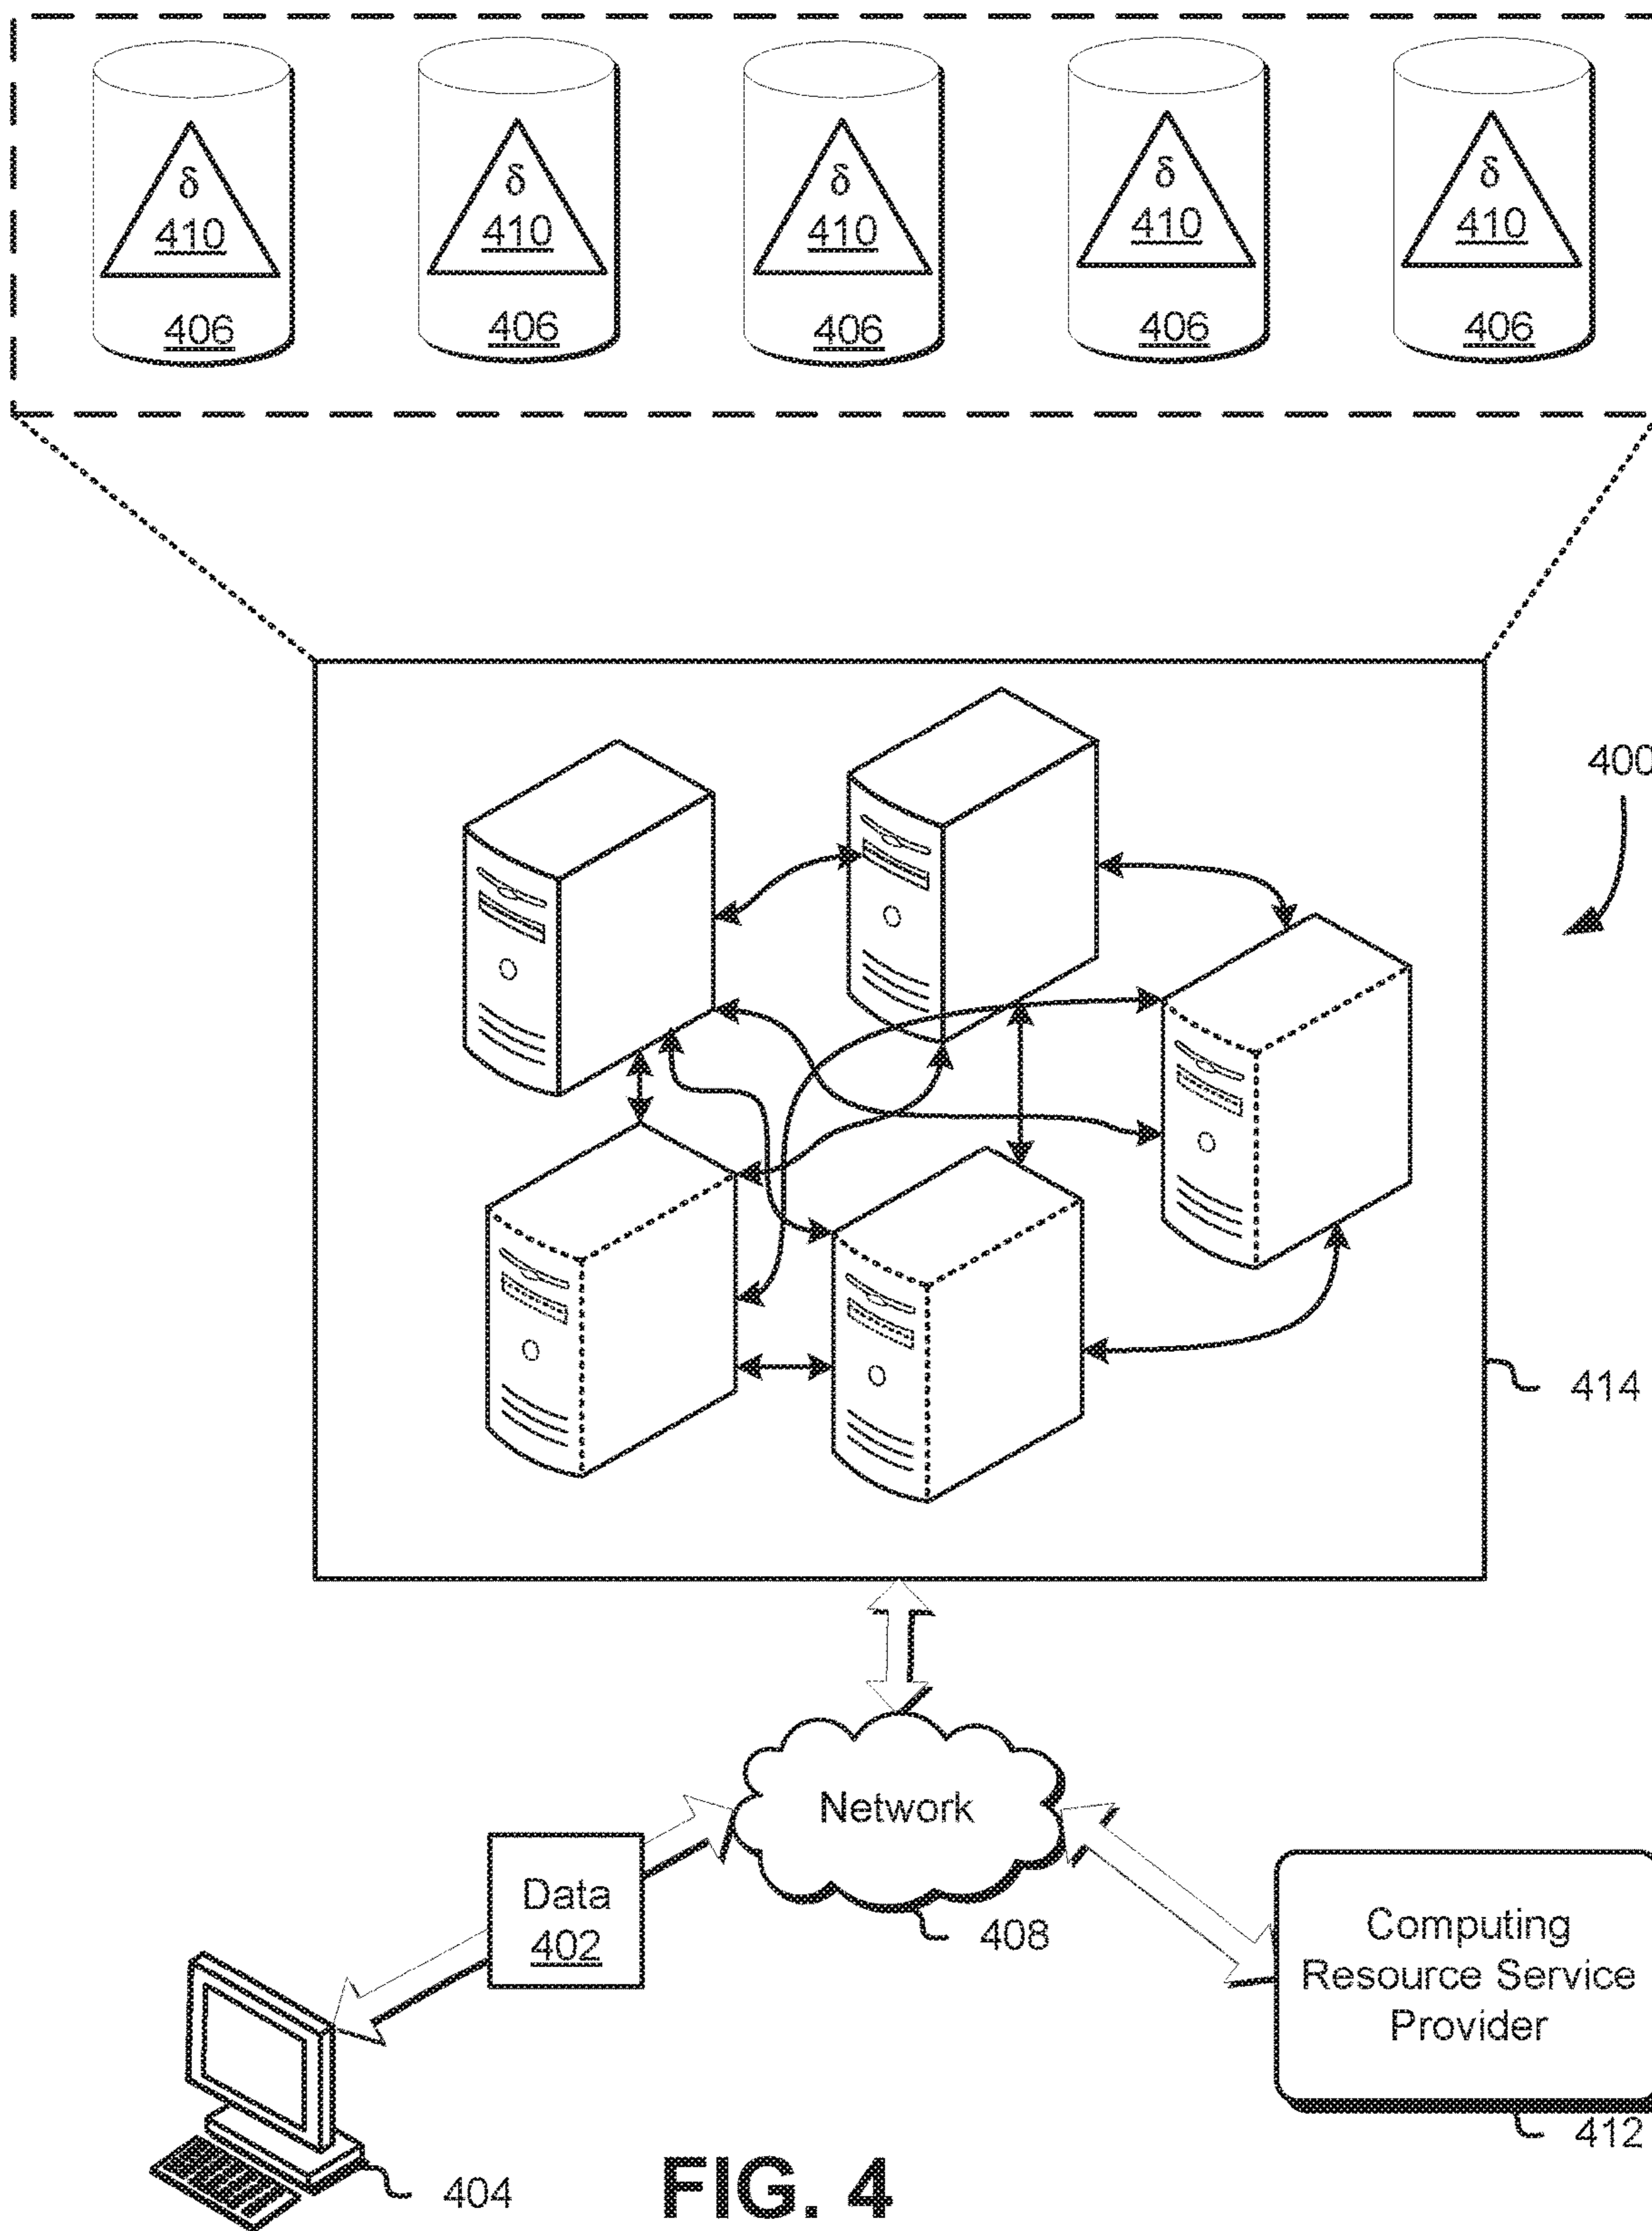 δ δ δ δ δ
410 410 410 410 410
406 406 406 406 406
400
414
Network
408
Data
402
Computing
Resource Service
Provider
412
404
FIG. 4